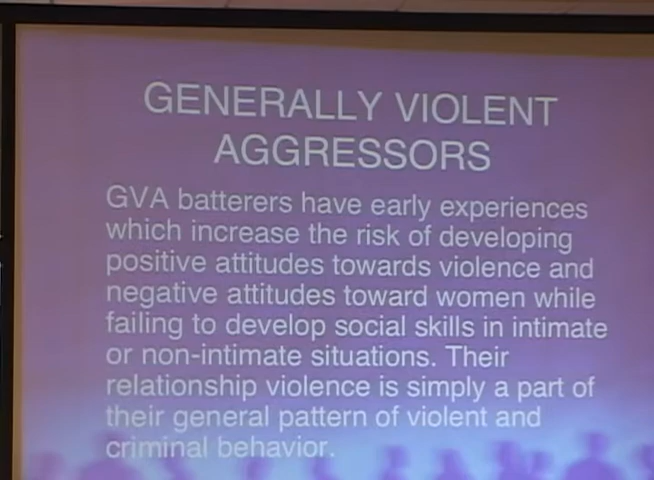 GENERALLY VIOLENT
AGGRESSORS
GVA batterers have early experiences
which increase the risk of developing
positive attitudes towards violence and
negative attitudes toward women while
failing to develop social skills in intimate
or non-intimate situations. Their
relationship violence is simply a part of
their general pattern of violent and
criminal behavior.